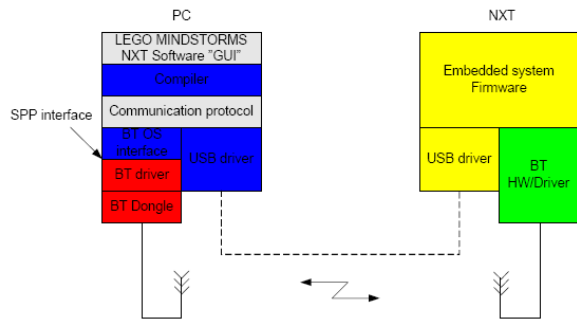 PC
NXT
LEGO MINDSTORMS
NXT Software "GUI"
Compiler
Communication protocol
SPP interface
BT OS
interface
USB driver
BT driver
BT Dongle
Embedded system
Firmware
USB driver
BT
HW/Driver